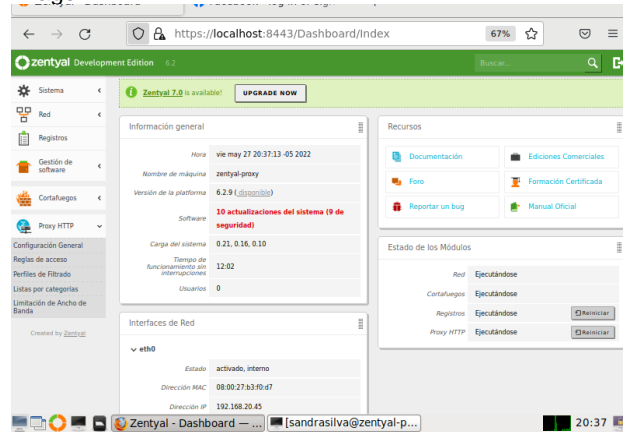 https://localhost:8443/Dashboard/Index
67%
zentyal Development Edition 6.2
Buscar...
Sistema
Red
Registros
Gestión de
software
Cortafuegos
Proxy HTTP
Configuración General
Reglas de acceso
Perfiles de Filtrado
Listas por categorías
Limitación de Ancho de
Banda
Created by Zentyal
Zentyal 7.0 is available!
UPGRADE NOW
Información general
Hora vie may 27 20:37:13 -05 2022
Nombre de máquina zentyal-proxy
Versión de la plataforma 6.2.9 ( disponible)
Software 10 actualizaciones del sistema (9 de
seguridad)
Carga del sistema 0.21, 0.16, 0.10
Tiempo de
funcionamiento sin
interrupciones
12:02
Usuarios 0
Interfaces de Red
eth0
Estado activado, interno
Dirección MAC 08:00:27:b3:f0:d7
Dirección IP 192.168.20.45
Recursos
Documentación Ediciones Comerciales
Foro Formación Certificada
Reportar un bug Manual Oficial
Estado de los Módulos
Red Ejecutándose
Cortafuegos Ejecutándose
Registros Ejecutándose Reiniciar
Proxy HTTP Ejecutándose Reiniciar
Zentyal - Dashboard — ...
[sandrasilva@zentyal-p...
20:37